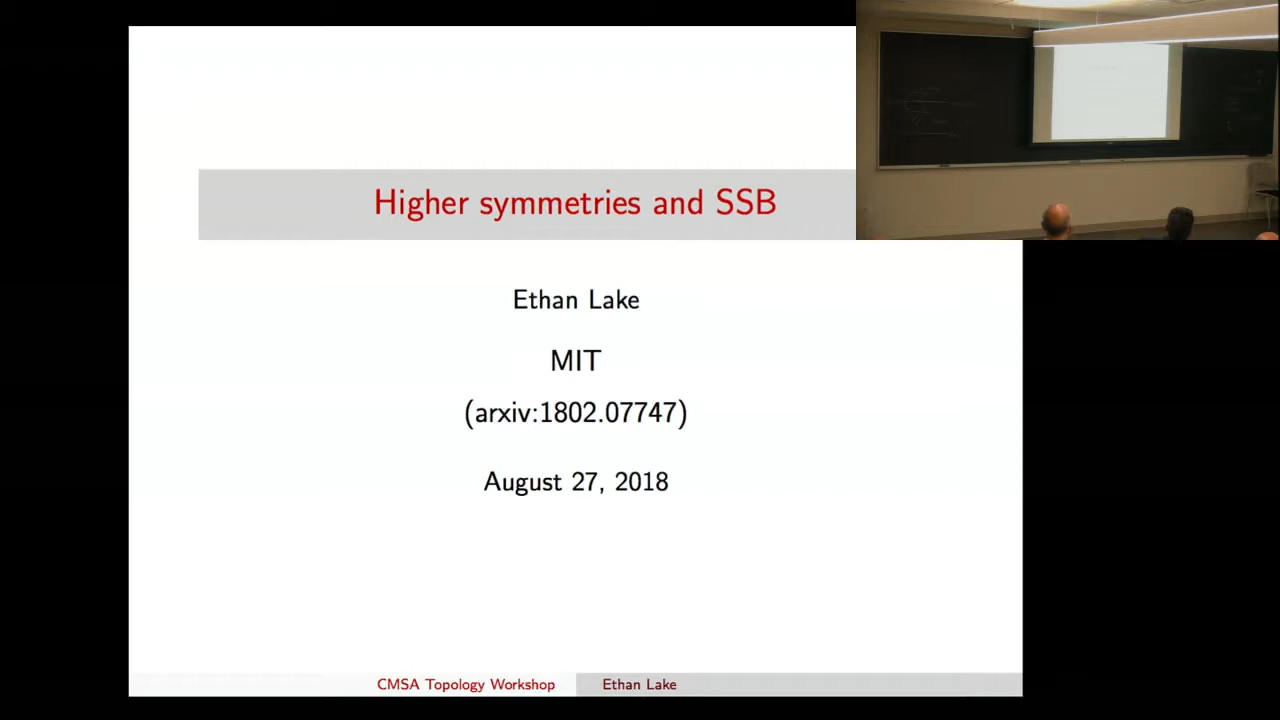 Higher symmetries and SSB
Ethan Lake
MIT
(arxiv:1802.07747)
August 27, 2018
CMSA Topology Workshop
Ethan Lake